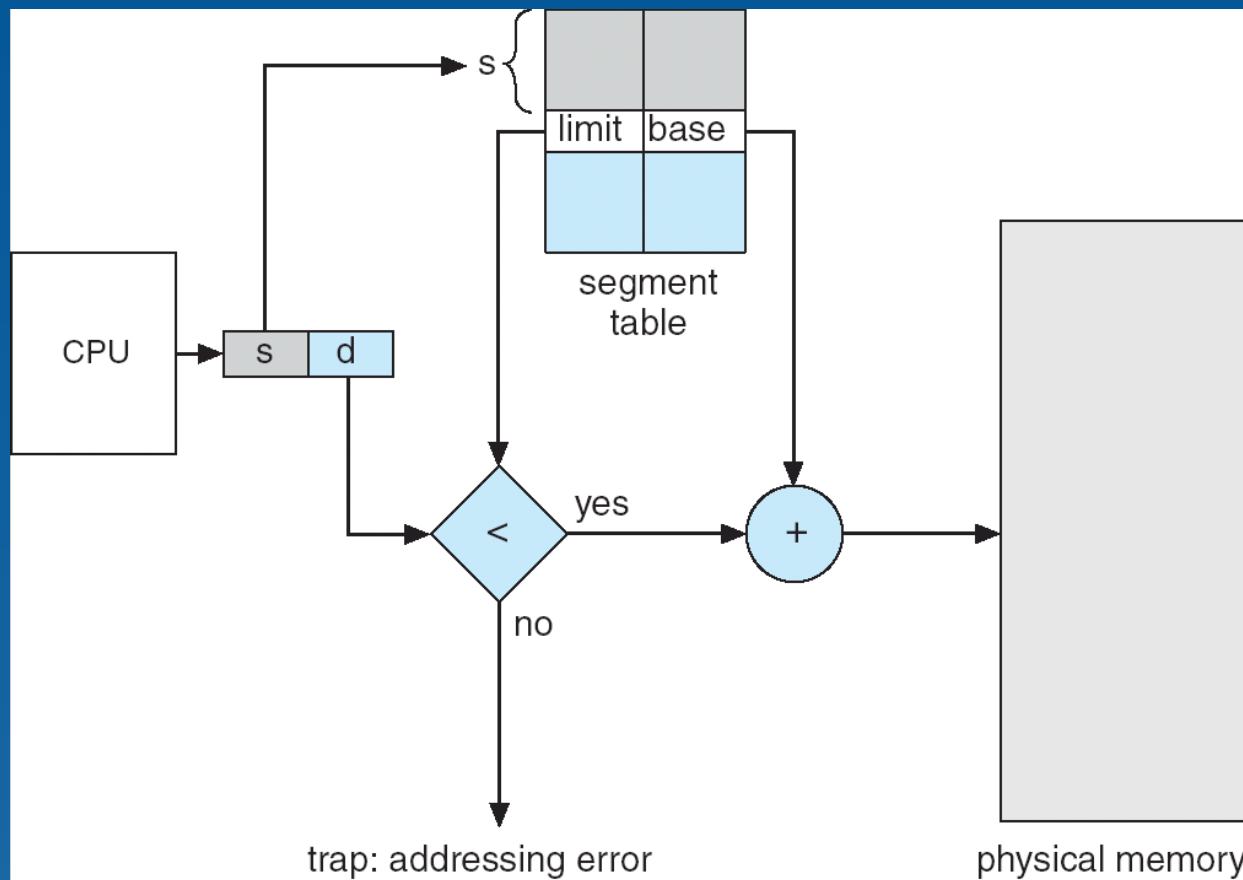 s
limit base
segment
table
CPU
s d
<
yes
+
no
trap: addressing error
physical memory